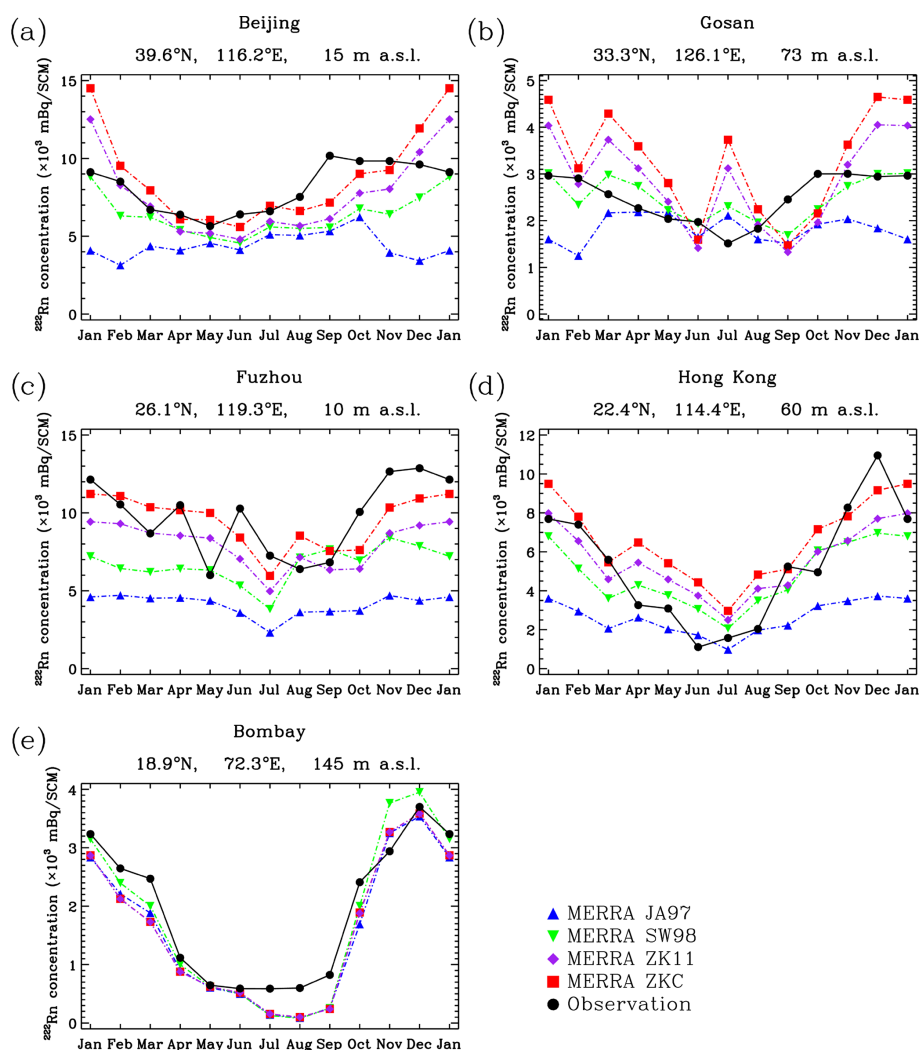 (a)
Beijing
39.6°N, 116.2°E, 15 m a.s.l.
²²²Rn concentration (×10³ mBq/SCM)
15
10
5
0
Jan Feb Mar Apr May Jun Jul Aug Sep Oct Nov Dec Jan
(b)
Gosan
33.3°N, 126.1°E, 73 m a.s.l.
²²²Rn concentration (×10³ mBq/SCM)
5
4
3
2
1
0
Jan Feb Mar Apr May Jun Jul Aug Sep Oct Nov Dec Jan
(c)
Fuzhou
26.1°N, 119.3°E, 10 m a.s.l.
²²²Rn concentration (×10³ mBq/SCM)
15
10
5
0
Jan Feb Mar Apr May Jun Jul Aug Sep Oct Nov Dec Jan
(d)
Hong Kong
22.4°N, 114.4°E, 60 m a.s.l.
²²²Rn concentration (×10³ mBq/SCM)
12
10
8
6
4
2
0
Jan Feb Mar Apr May Jun Jul Aug Sep Oct Nov Dec Jan
(e)
Bombay
18.9°N, 72.3°E, 145 m a.s.l.
²²²Rn concentration (×10³ mBq/SCM)
4
3
2
1
0
Jan Feb Mar Apr May Jun Jul Aug Sep Oct Nov Dec Jan
MERRA JA97
MERRA SW98
MERRA ZK11
MERRA ZKC
Observation